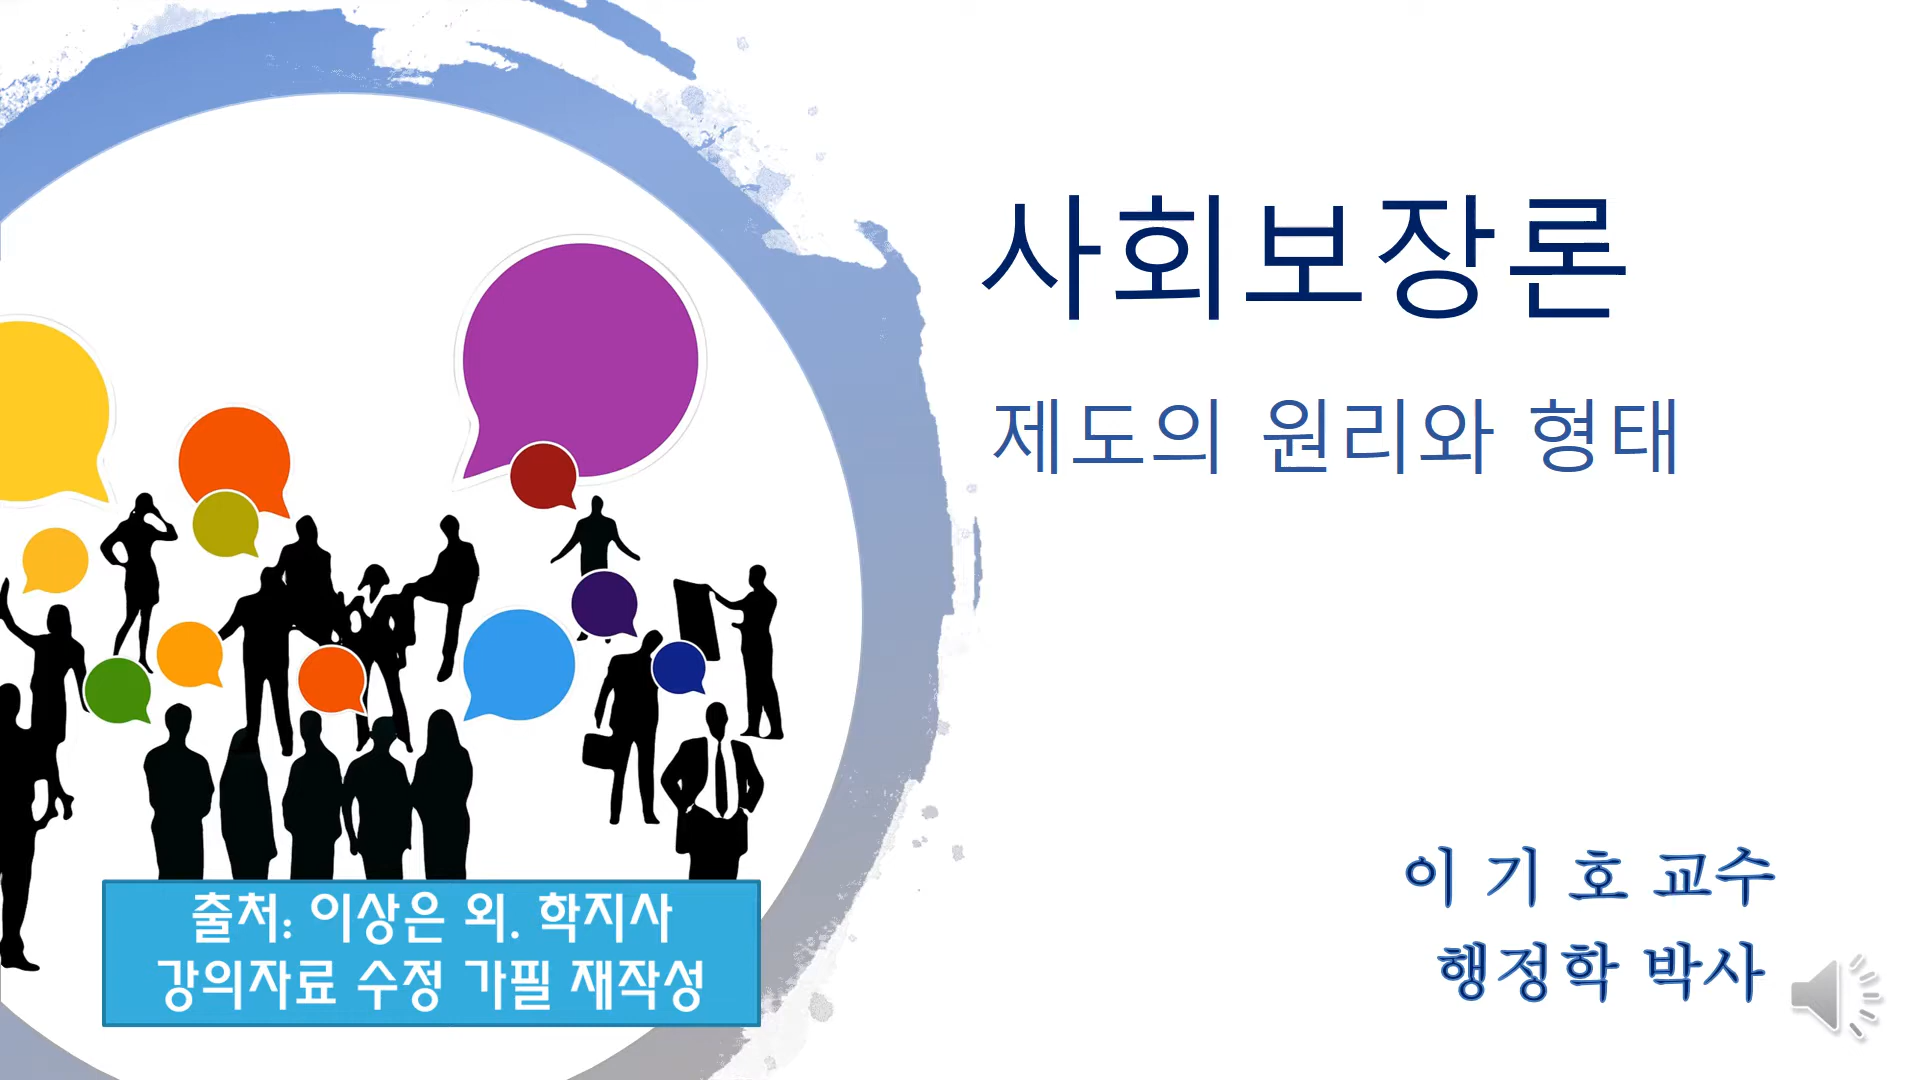 사회보장론
제도의 원리와 형태
이 기 호 교수
행정학 박사
출처: 이상은 외. 학지사
강의자료 수정 가필 재작성